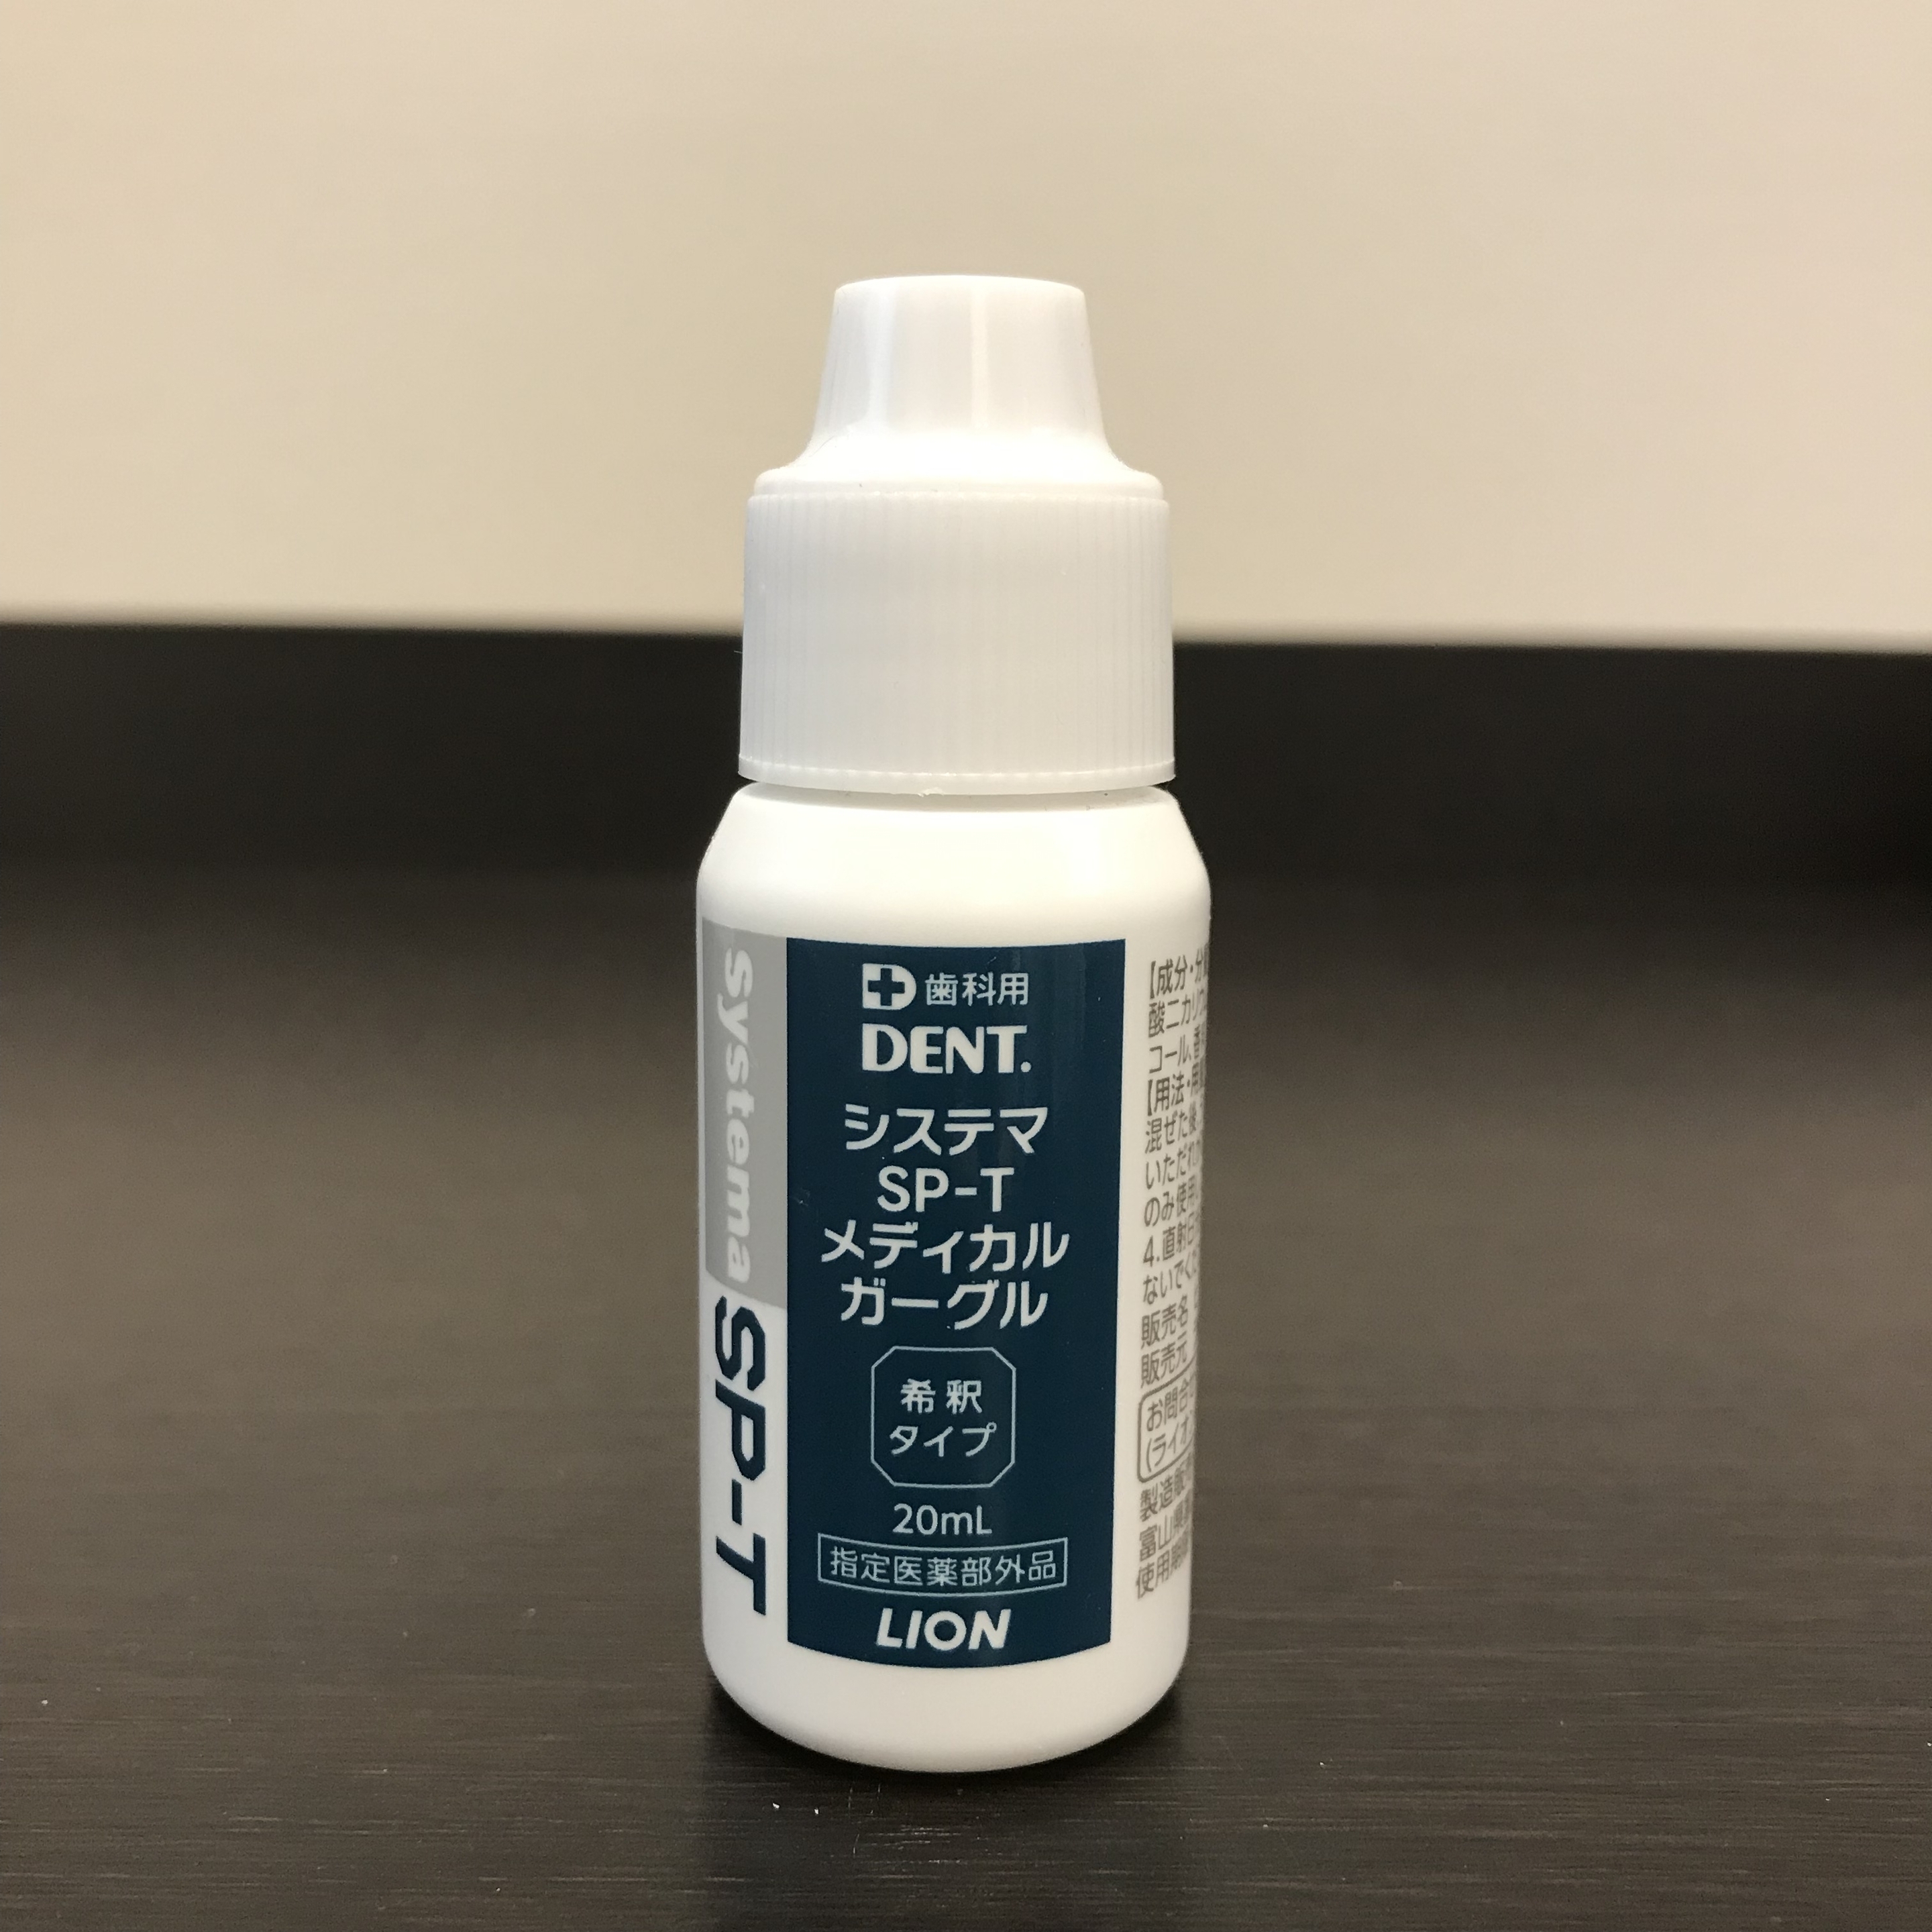 Systema
SP-T
歯科用
DENT.
システマ
SP-T
メディカル
ガーグル
希釈
タイプ
20mL
指定医薬部外品
LION
【成分・分
酸二カリウ
コール、香
【用法・用
混ぜた後
いただ
のみ使用
4.直射日
ないでく
販売名
販売元
お問合
(ライオ
製造販
富山県
使用期